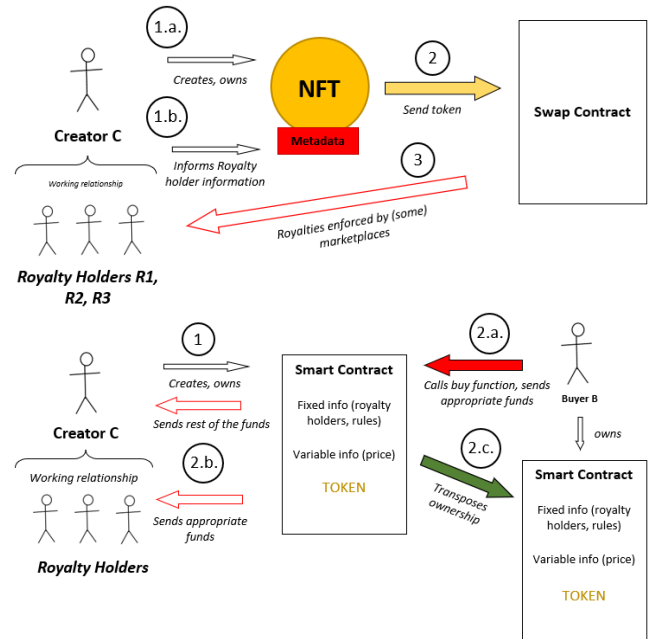 1.a.
Creates, owns
NFT
Metadata
2
Send token
Swap Contract
Creator C
1.b.
Informs Royalty
holder information
Working relationship
3
Royalties enforced by (some)
marketplaces
Royalty Holders R1,
R2, R3
1
Creates, owns
Sends rest of the funds
Creator C
Working relationship
2.b.
Sends appropriate
funds
Royalty Holders
Smart Contract
Fixed info (royalty
holders, rules)
Variable info (price)
TOKEN
2.a.
Calls buy function, sends
appropriate funds
Buyer B
owns
2.c.
Transposes
ownership
Smart Contract
Fixed info (royalty
holders, rules)
Variable info (price)
TOKEN